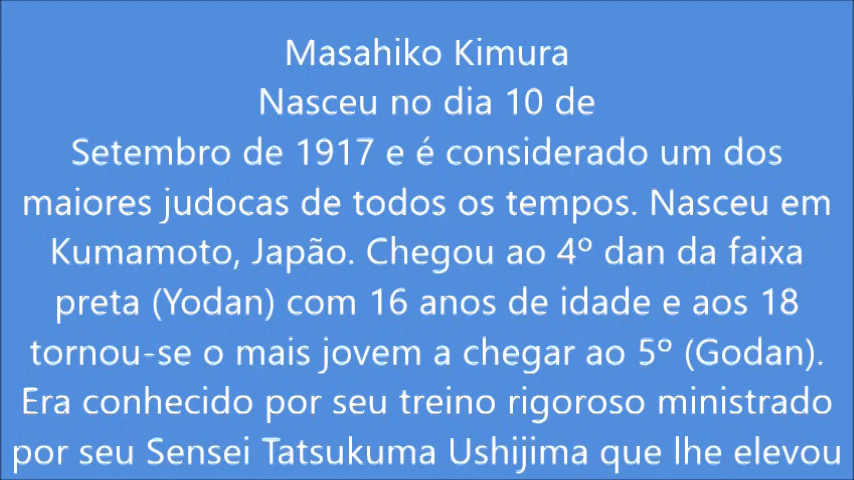 Masahiko Kimura
Nasceu no dia 10 de
Setembro de 1917 e é considerado um dos
maiores judocas de todos os tempos. Nasceu em
Kumamoto, Japão. Chegou ao 4º dan da faixa
preta (Yodan) com 16 anos de idade e aos 18
tornou-se o mais jovem a chegar ao 5º (Godan).
Era conhecido por seu treino rigoroso ministrado
por seu Sensei Tatsukuma Ushijima que lhe elevou